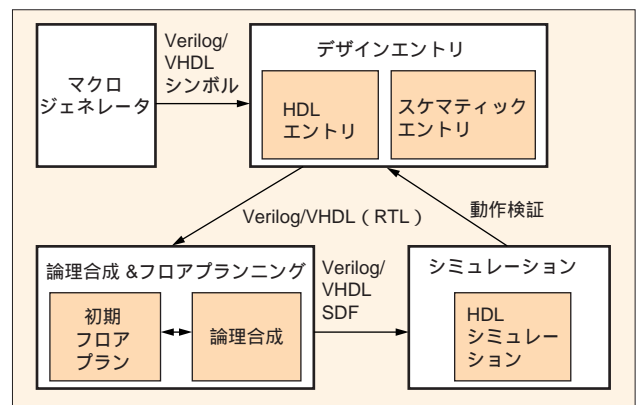 マクロ
ジェネレータ
Verilog/
VHDL
シンボル
デザインエントリ
HDL
エントリ
スケマティック
エントリ
Verilog/VHDL（RTL）
動作検証
論理合成 &フロアプランニング
初期
フロア
プラン
論理合成
Verilog/
VHDL
SDF
シミュレーション
HDL
シミュレー
ション